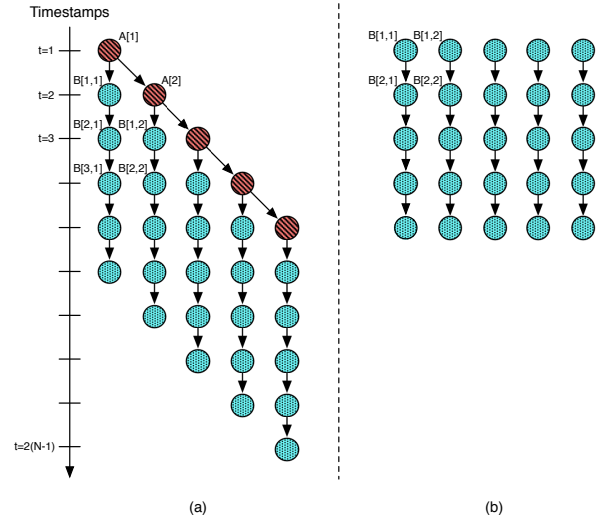 Timestamps
t=1
A[1]
B[1,1]
A[2]
t=2
B[2,1]
B[1,2]
t=3
B[3,1]
B[2,2]
t=2(N-1)
(a)
B[1,1]
B[1,2]
B[2,1]
B[2,2]
(b)